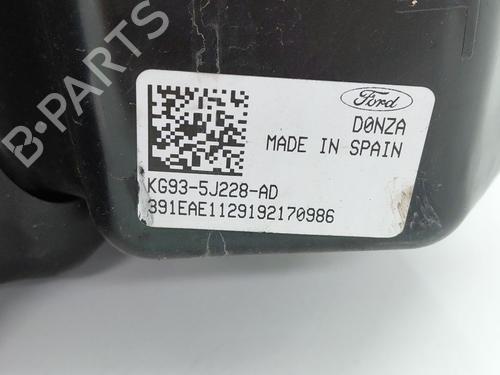 B-PARTS
Ford
D0NZA
MADE IN SPAIN
KG93-5J228-AD
391EAE1129192170986